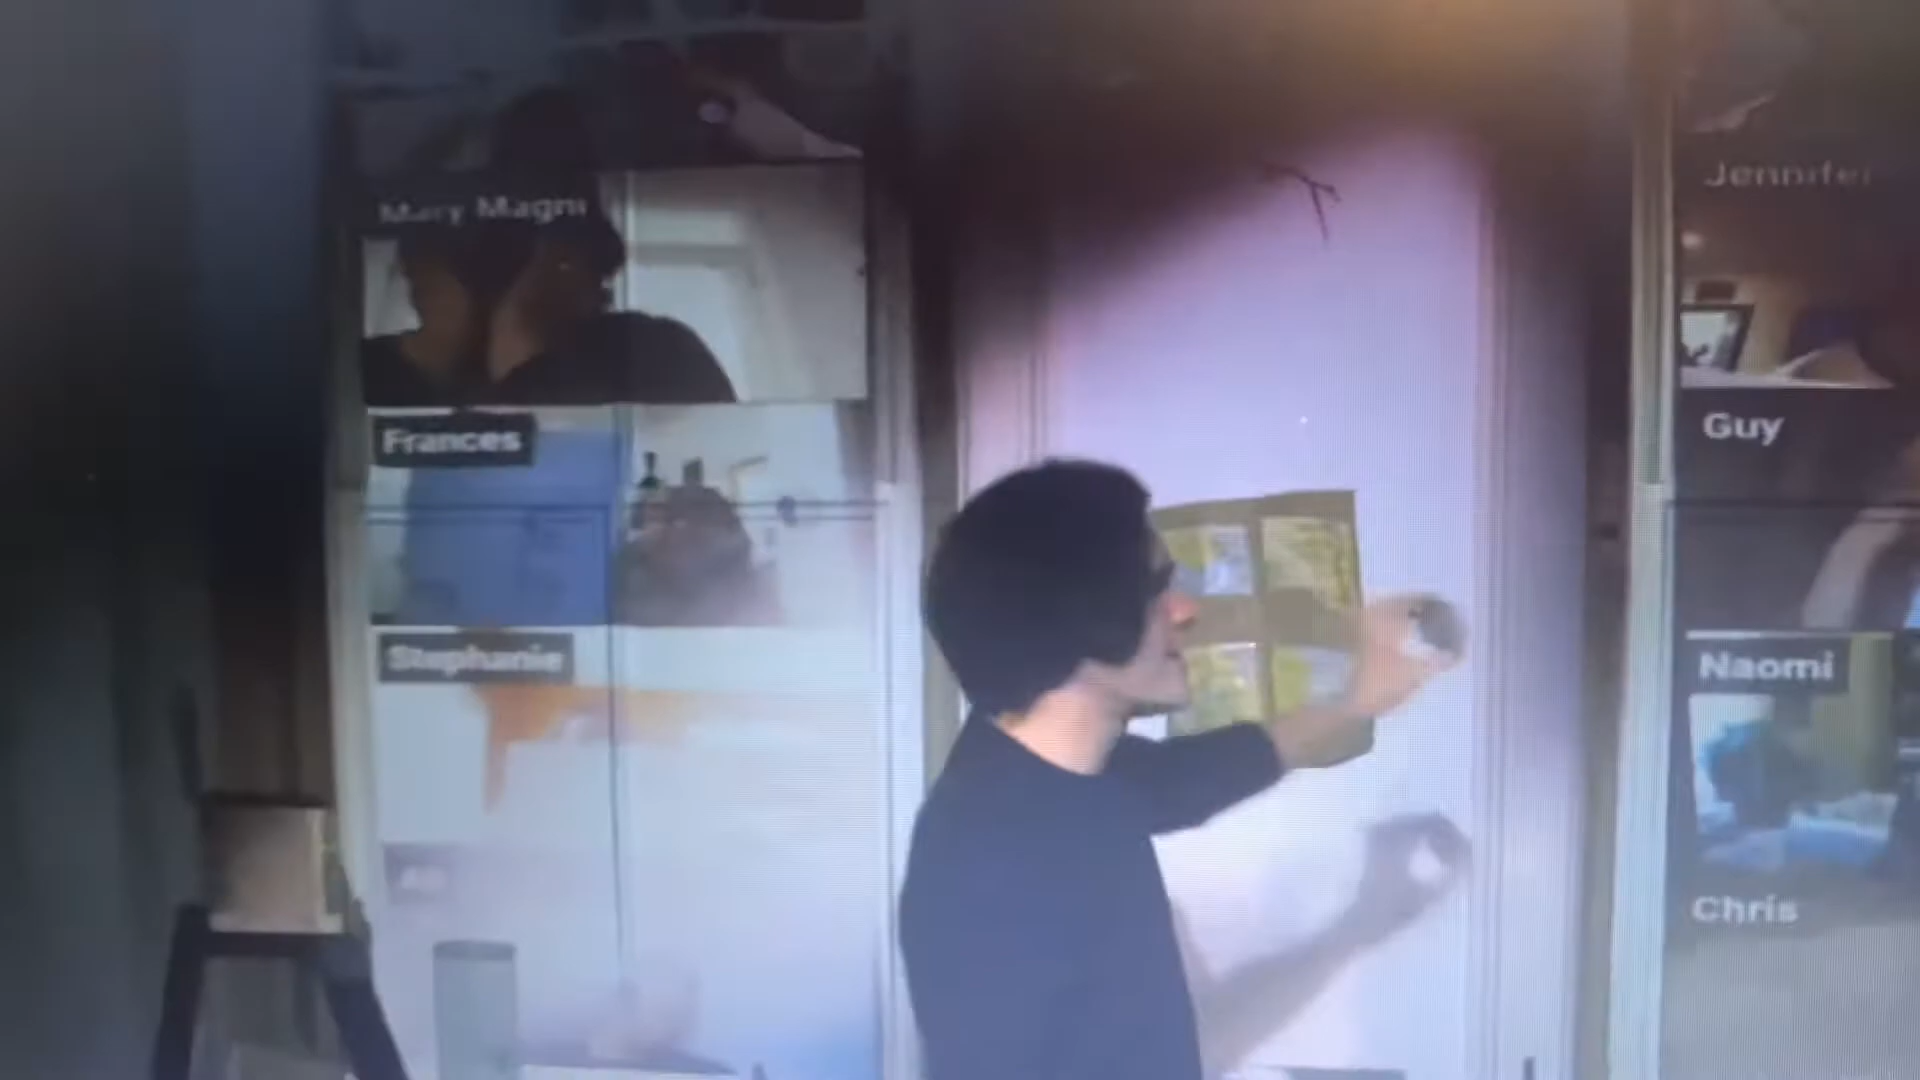 Mary Magni
Frances
Stephanie
Jennifer
Guy
Naomi
Chris